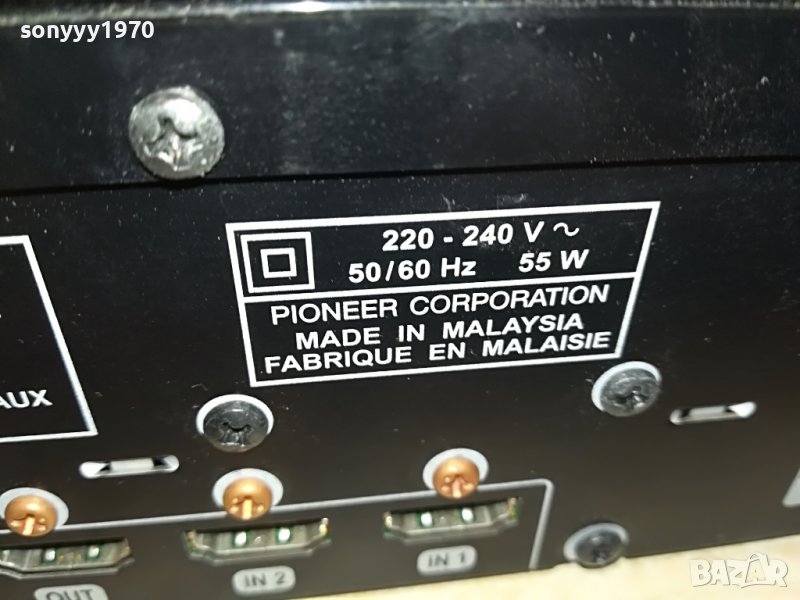 sonyyy1970
220 - 240 V ~
50/60 Hz 55 W
PIONEER CORPORATION
MADE IN MALAYSIA
FABRIQUE EN MALAISIE
AUX
OUT
IN 2
IN 1
BAZAR